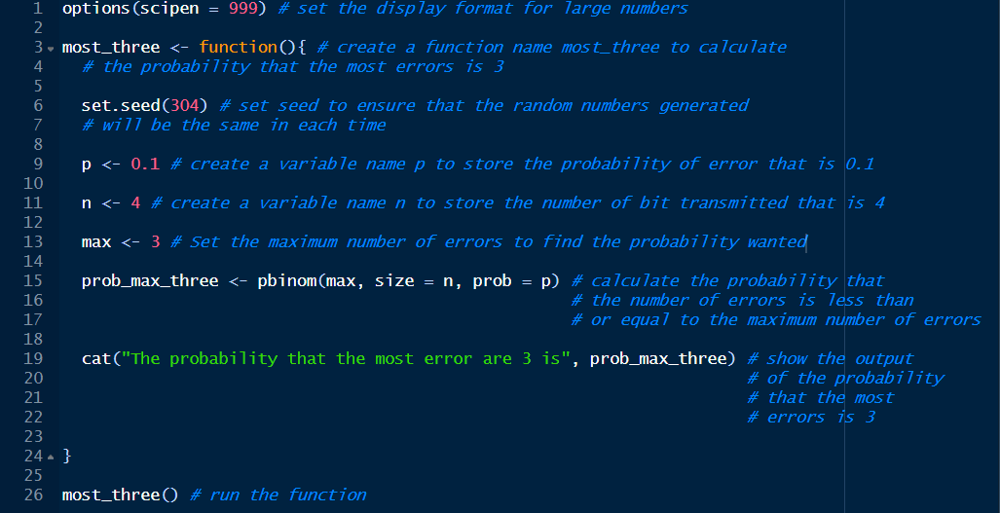 1 options(scipen = 999) # set the display format for large numbers
2
3 most_three <- function(){ # create a function name most_three to calculate
4 # the probability that the most errors is 3
5
6 set.seed(304) # set seed to ensure that the random numbers generated
7 # will be the same in each time
8
9 p <- 0.1 # create a variable name p to store the probability of error that is 0.1
10
11 n <- 4 # create a variable name n to store the number of bit transmitted that is 4
12
13 max <- 3 # Set the maximum number of errors to find the probability wanted
14
15 prob_max_three <- pbinom(max, size = n, prob = p) # calculate the probability that
16 # the number of errors is less than
17 # or equal to the maximum number of errors
18
19 cat("The probability that the most error are 3 is", prob_max_three) # show the output
20 # of the probability
21 # that the most
22 # errors is 3
23
24 }
25
26 most_three() # run the function